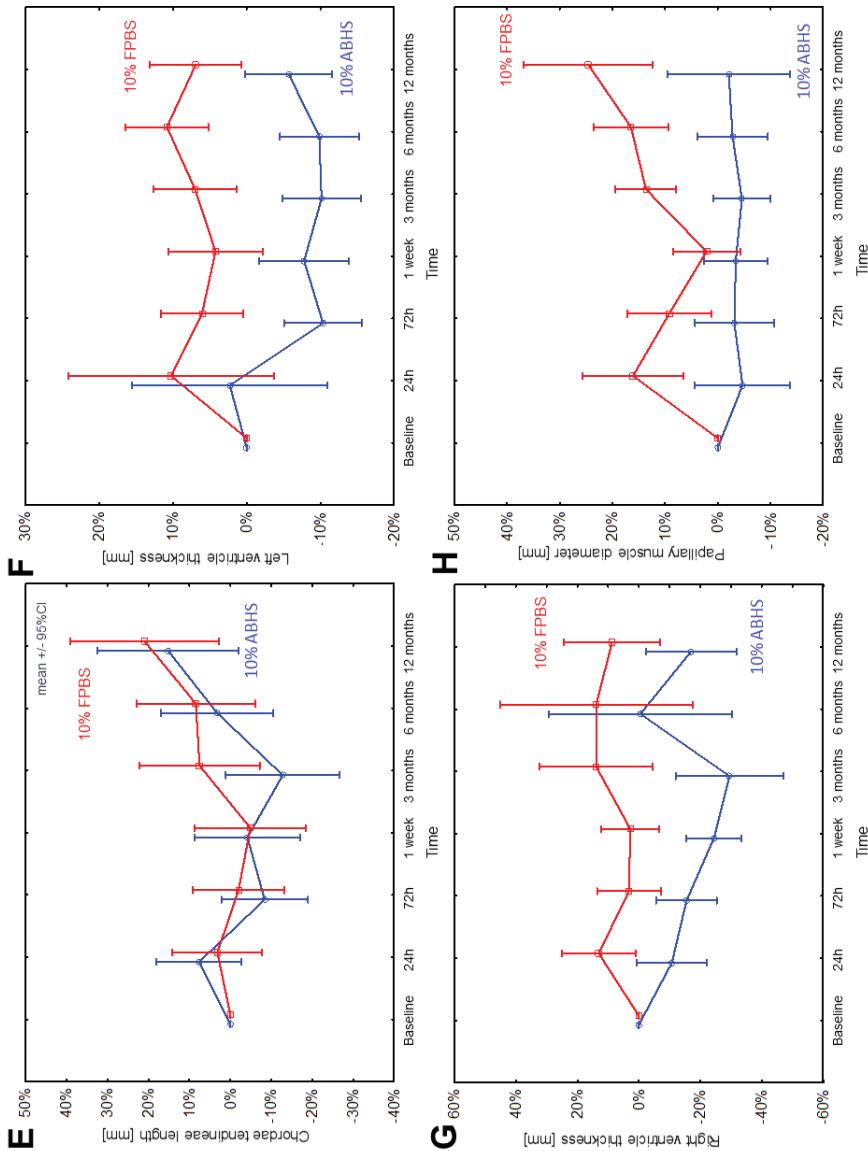 E
mean +/- 95%CI
10% FPBS
10% ABHS
50%
40%
30%
20%
10%
0%
-10%
-20%
-30%
-40%
Chordae tendineae length [mm]
Baseline 24h 72h 1 week 3 months 6 months 12 months
Time
F
10% FPBS
10% ABHS
30%
20%
10%
0%
-10%
-20%
Left ventricle thickness [mm]
Baseline 24h 72h 1 week 3 months 6 months 12 months
Time
G
10% FPBS
10% ABHS
60%
40%
20%
0%
-20%
-40%
-60%
Right ventricle thickness [mm]
Baseline 24h 72h 1 week 3 months 6 months 12 months
Time
H
10% FPBS
10% ABHS
50%
40%
30%
20%
10%
0%
-10%
-20%
Papillary muscle diameter [mm]
Baseline 24h 72h 1 week 3 months 6 months 12 months
Time